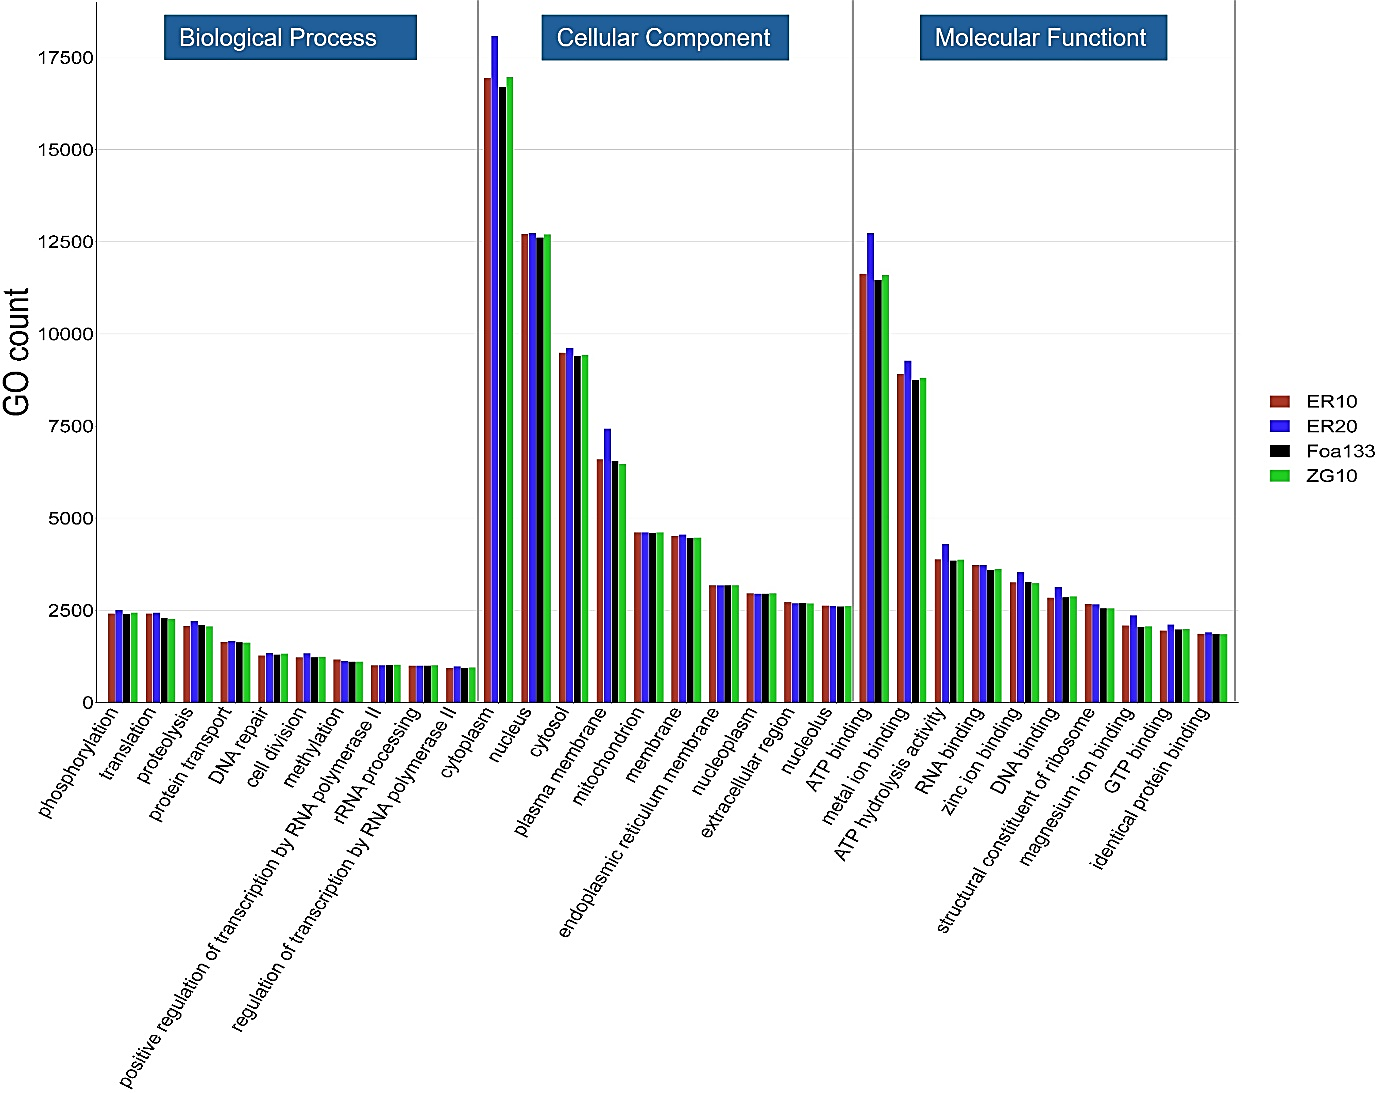 Biological Process
Cellular Component
Molecular Functiont
GO count
17500
15000
12500
10000
7500
5000
2500
0
phosphorylation
translation
proteolysis
protein transport
DNA repair
cell division
methylation
positive regulation of transcription by RNA polymerase II
rRNA processing
regulation of transcription by RNA polymerase II
cytoplasm
nucleus
cytosol
plasma membrane
mitochondrion
membrane
endoplasmic reticulum membrane
nucleoplasm
extracellular region
nucleolus
ATP binding
metal ion binding
ATP hydrolysis activity
RNA binding
zinc ion binding
DNA binding
structural constituent of ribosome
magnesium ion binding
GTP binding
identical protein binding
ER10
ER20
Foa133
ZG10